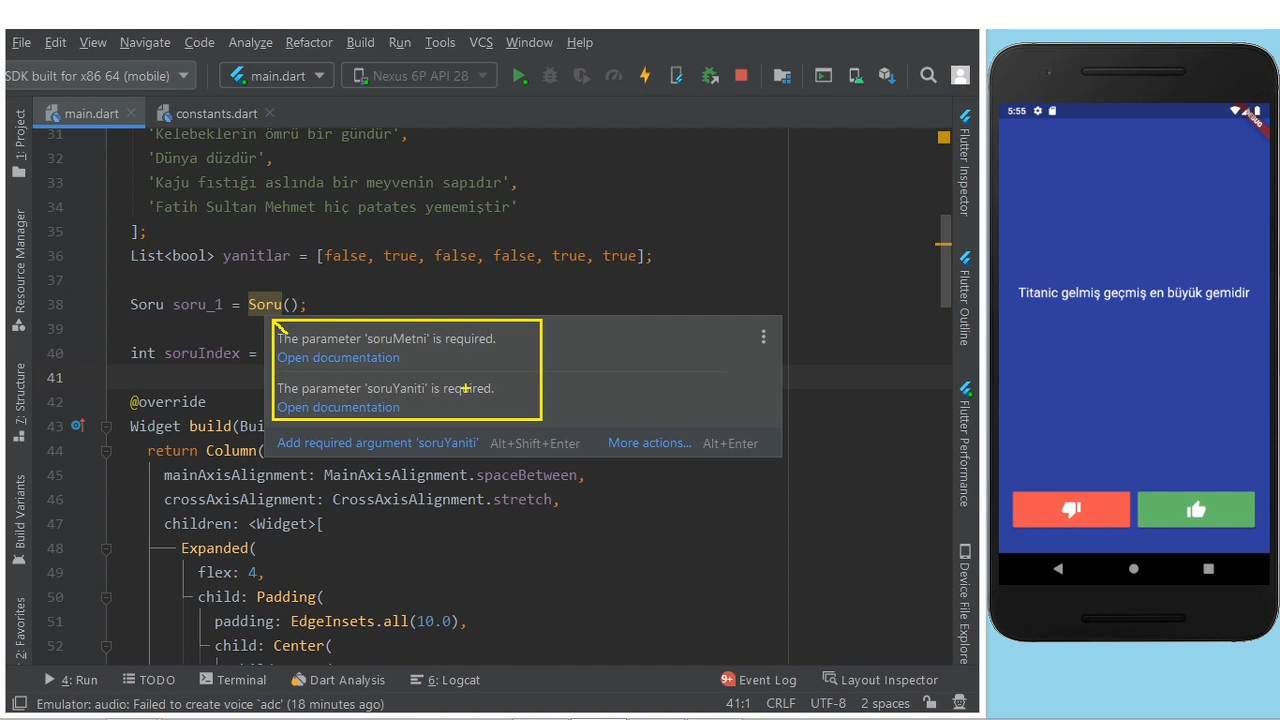 File Edit View Navigate Code Analyze Refactor Build Run Tools VCS Window Help
SDK built for x86 64 (mobile) main.dart Nexus 6P API 28
main.dart constants.dart
1: Project
Resource Manager
7: Structure
Build Variants
2: Favorites
31 'Kelebeklerin ömrü bir gündür',
32 'Dünya düzdür',
33 'Kaju fıstığı aslında bir meyvenin sapıdır',
34 'Fatih Sultan Mehmet hiç patates yememiştir'
35 ];
36 List<bool> yanitlar = [false, true, false, false, true, true];
37
38 Soru soru_1 = Soru();
39
40 int soruIndex =
41
42 @override
43 Widget build(Bui
44 return Column(
45 mainAxisAlignment: MainAxisAlignment.spaceBetween,
46 crossAxisAlignment: CrossAxisAlignment.stretch,
47 children: <Widget>[
48 Expanded(
49 flex: 4,
50 child: Padding(
51 padding: EdgeInsets.all(10.0),
52 child: Center(
The parameter 'soruMetni' is required.
Open documentation
The parameter 'soruYaniti' is required.
Open documentation
Add required argument 'soruYaniti' Alt+Shift+Enter More actions... Alt+Enter
Flutter Inspector
Flutter Outline
Flutter Performance
Device File Explorer
4: Run TODO Terminal Dart Analysis 6: Logcat 9+ Event Log Layout Inspector
Emulator: audio: Failed to create voice `adc' (18 minutes ago) 41:1 CRLF UTF-8 2 spaces
5:55
DEBUG
Titanic gelmiş geçmiş en büyük gemidir